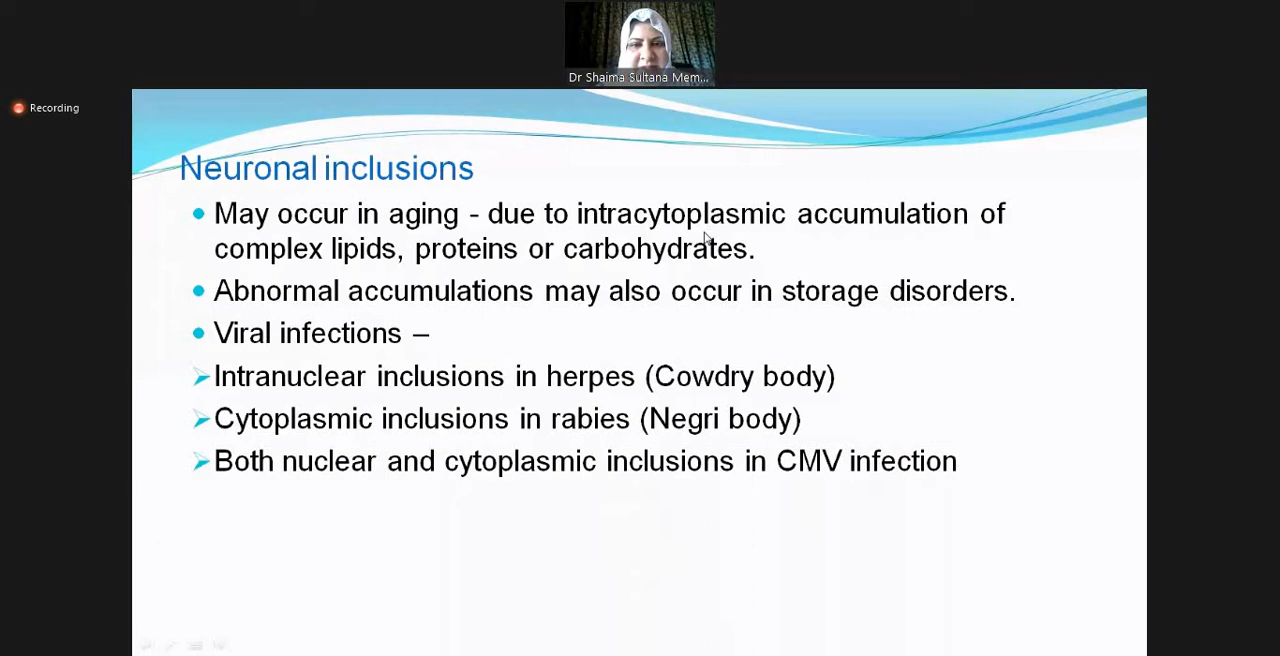 Dr Shaima Sultana Mem...
Recording
Neuronal inclusions
May occur in aging - due to intracytoplasmic accumulation of
complex lipids, proteins or carbohydrates.
Abnormal accumulations may also occur in storage disorders.
Viral infections –
Intranuclear inclusions in herpes (Cowdry body)
Cytoplasmic inclusions in rabies (Negri body)
Both nuclear and cytoplasmic inclusions in CMV infection